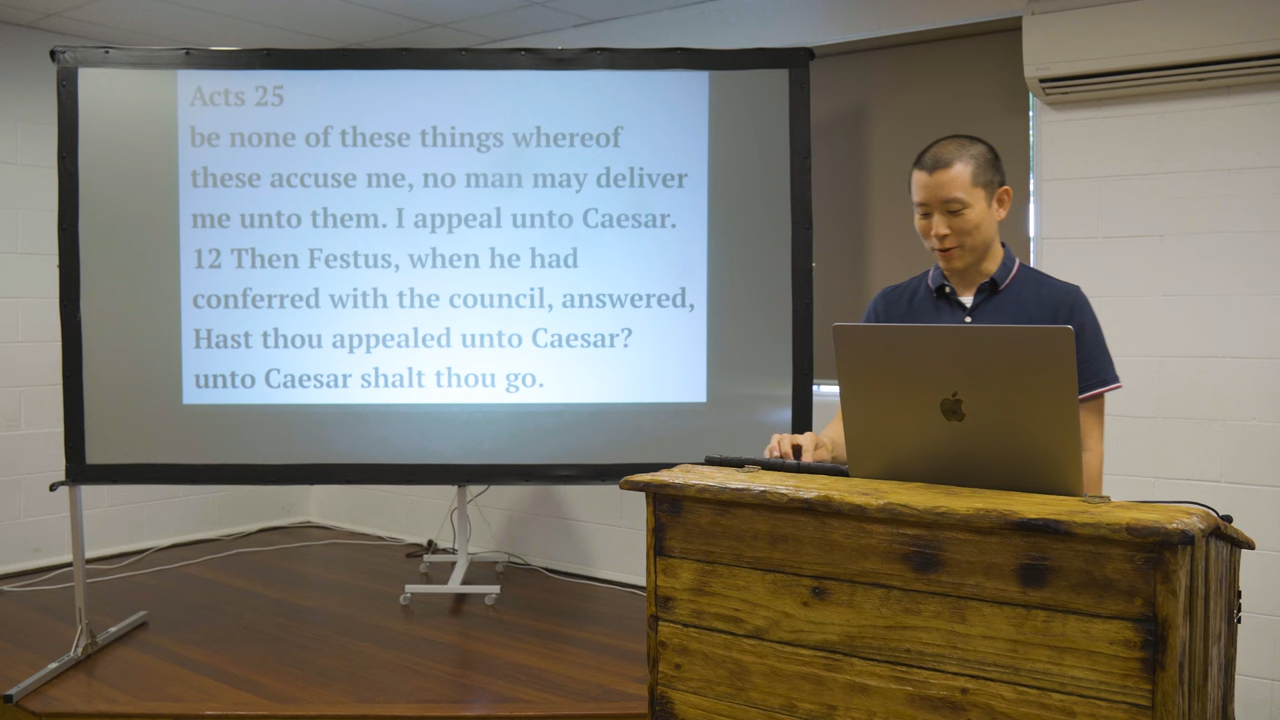 Acts 25
be none of these things whereof
these accuse me, no man may deliver
me unto them. I appeal unto Caesar.
12 Then Festus, when he had
conferred with the council, answered,
Hast thou appealed unto Caesar?
unto Caesar shalt thou go.